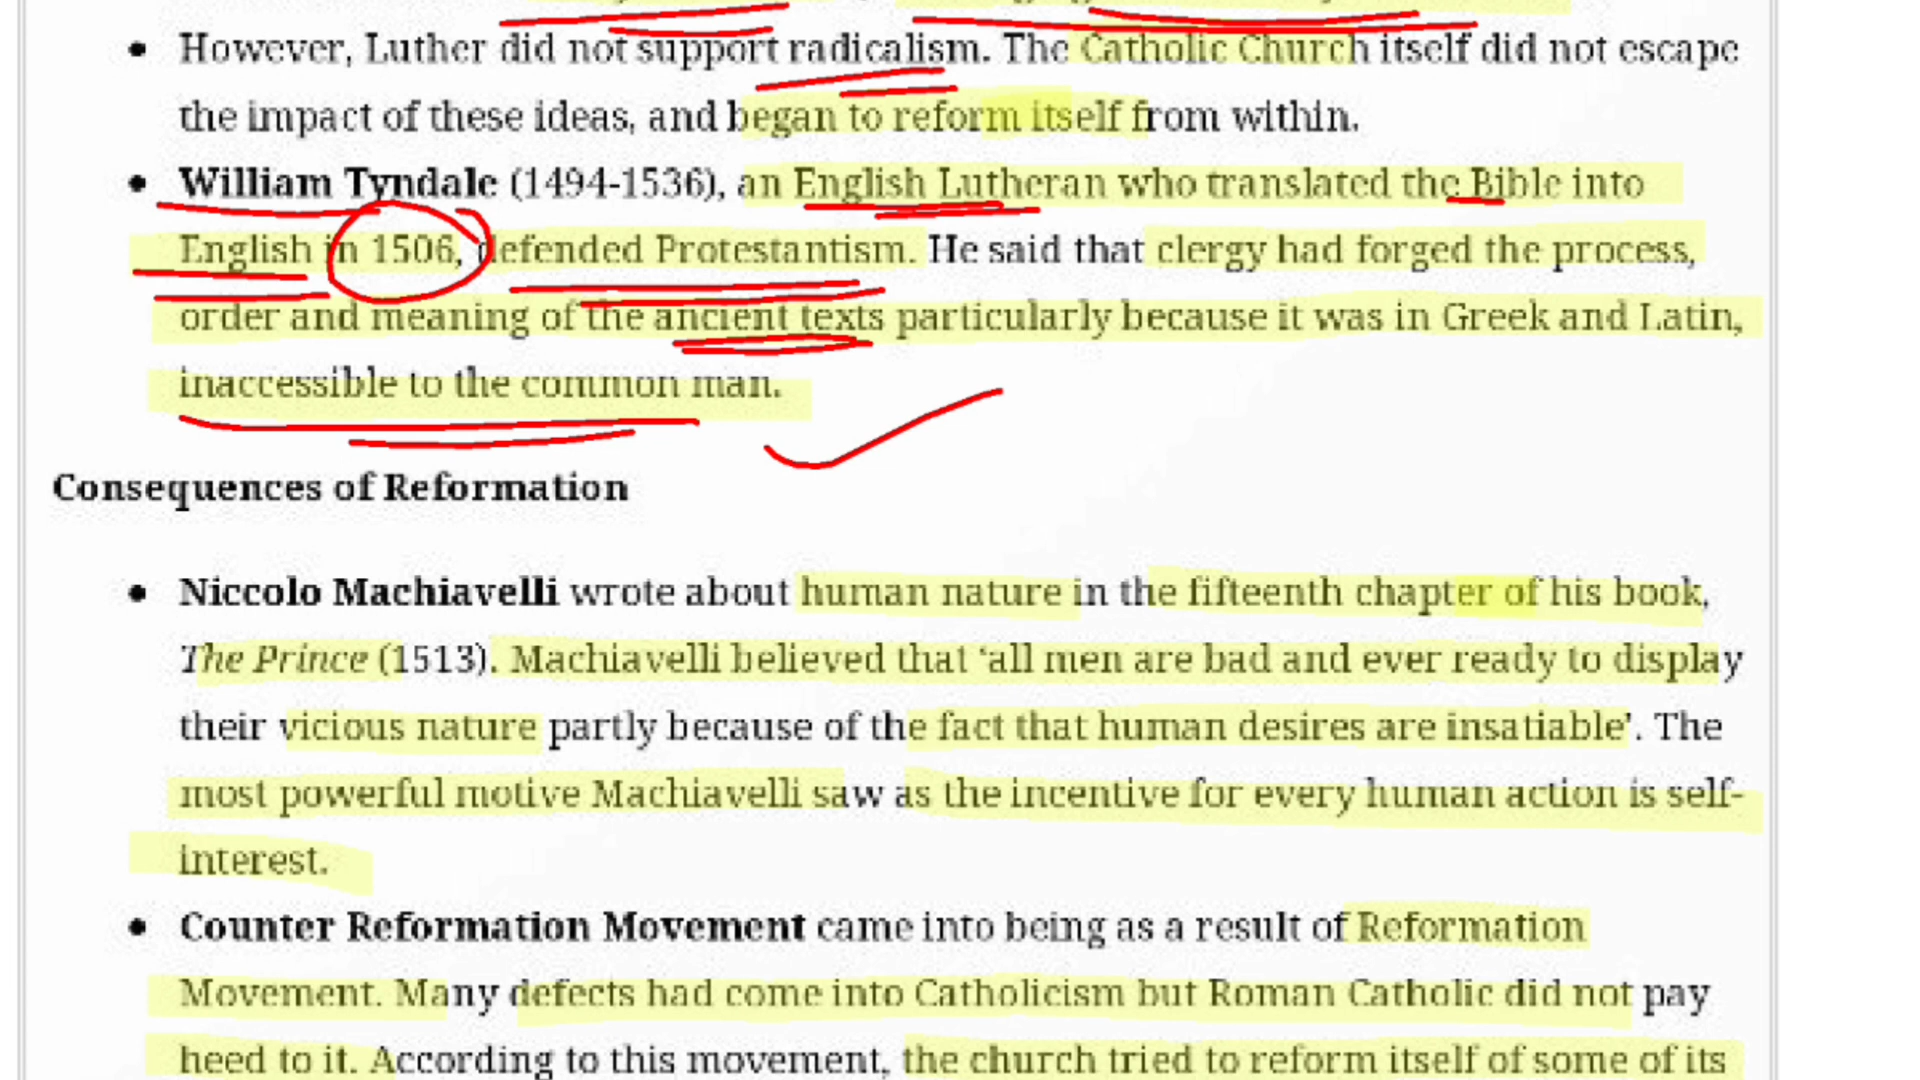 However, Luther did not support radicalism. The Catholic Church itself did not escape
the impact of these ideas, and began to reform itself from within.
William Tyndale (1494-1536), an English Lutheran who translated the Bible into
English in 1506, defended Protestantism. He said that clergy had forged the process,
order and meaning of the ancient texts particularly because it was in Greek and Latin,
inaccessible to the common man.
Consequences of Reformation
Niccolo Machiavelli wrote about human nature in the fifteenth chapter of his book,
The Prince (1513). Machiavelli believed that ‘all men are bad and ever ready to display
their vicious nature partly because of the fact that human desires are insatiable’. The
most powerful motive Machiavelli saw as the incentive for every human action is self-
interest.
Counter Reformation Movement came into being as a result of Reformation
Movement. Many defects had come into Catholicism but Roman Catholic did not pay
heed to it. According to this movement, the church tried to reform itself of some of its